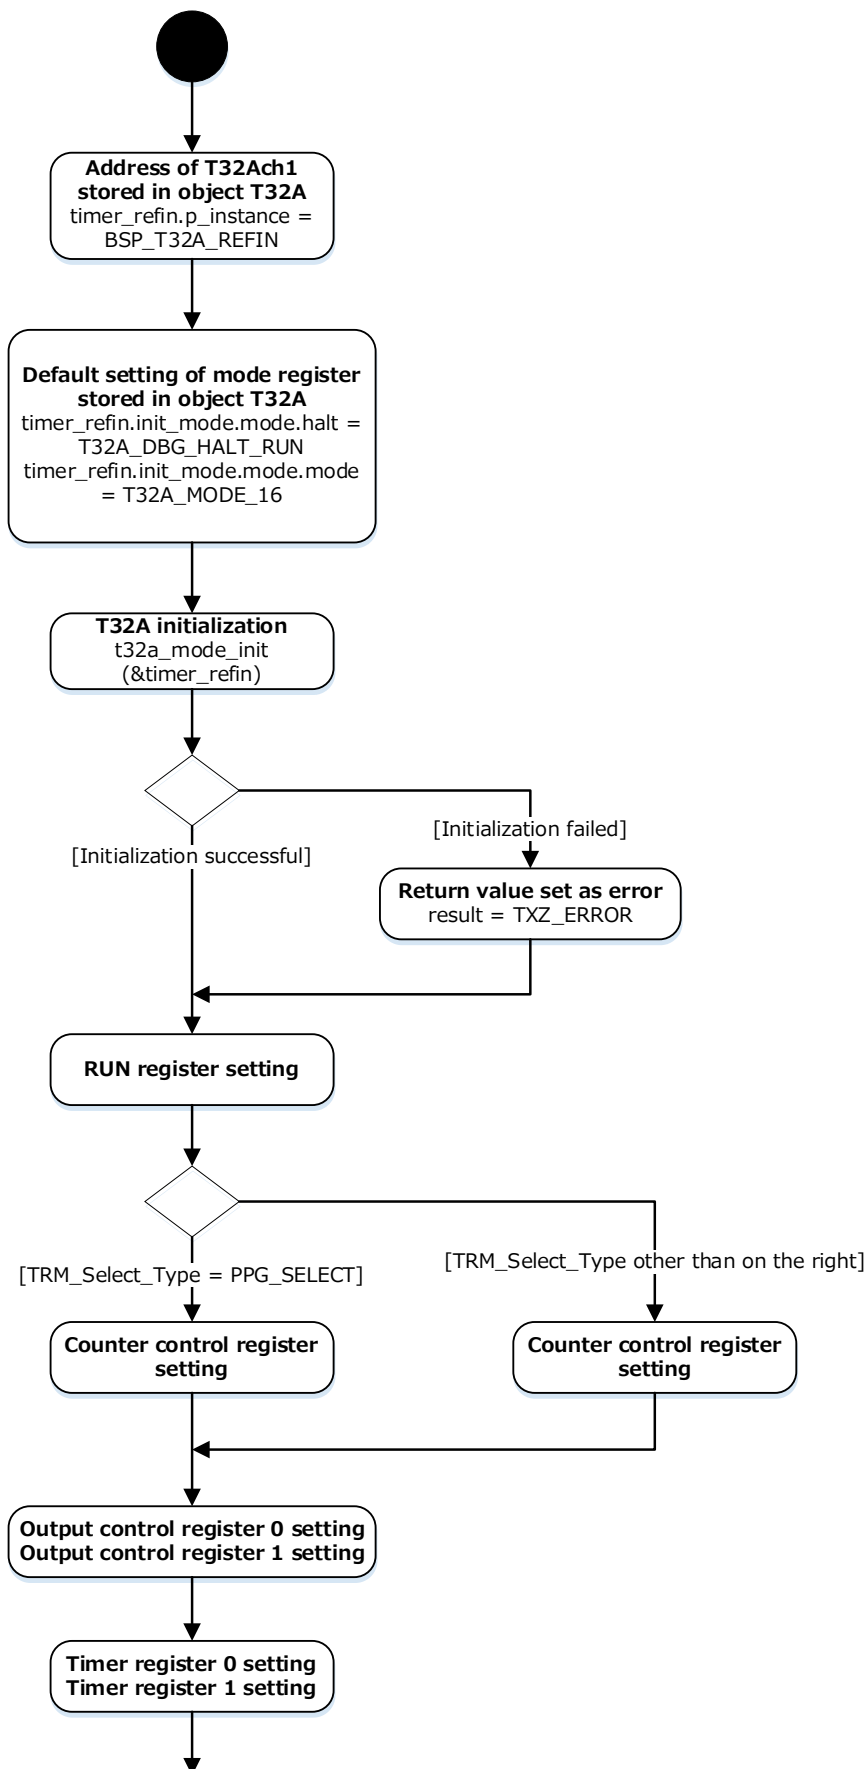 Address of T32Ach1
stored in object T32A
timer_refin.p_instance =
BSP_T32A_REFIN
Default setting of mode register
stored in object T32A
timer_refin.init_mode.mode.halt =
T32A_DBG_HALT_RUN
timer_refin.init_mode.mode.mode
= T32A_MODE_16
T32A initialization
t32a_mode_init
(&timer_refin)
[Initialization failed]
[Initialization successful]
Return value set as error
result = TXZ_ERROR
RUN register setting
[TRM_Select_Type = PPG_SELECT]
[TRM_Select_Type other than on the right]
Counter control register
setting
Counter control register
setting
Output control register 0 setting
Output control register 1 setting
Timer register 0 setting
Timer register 1 setting